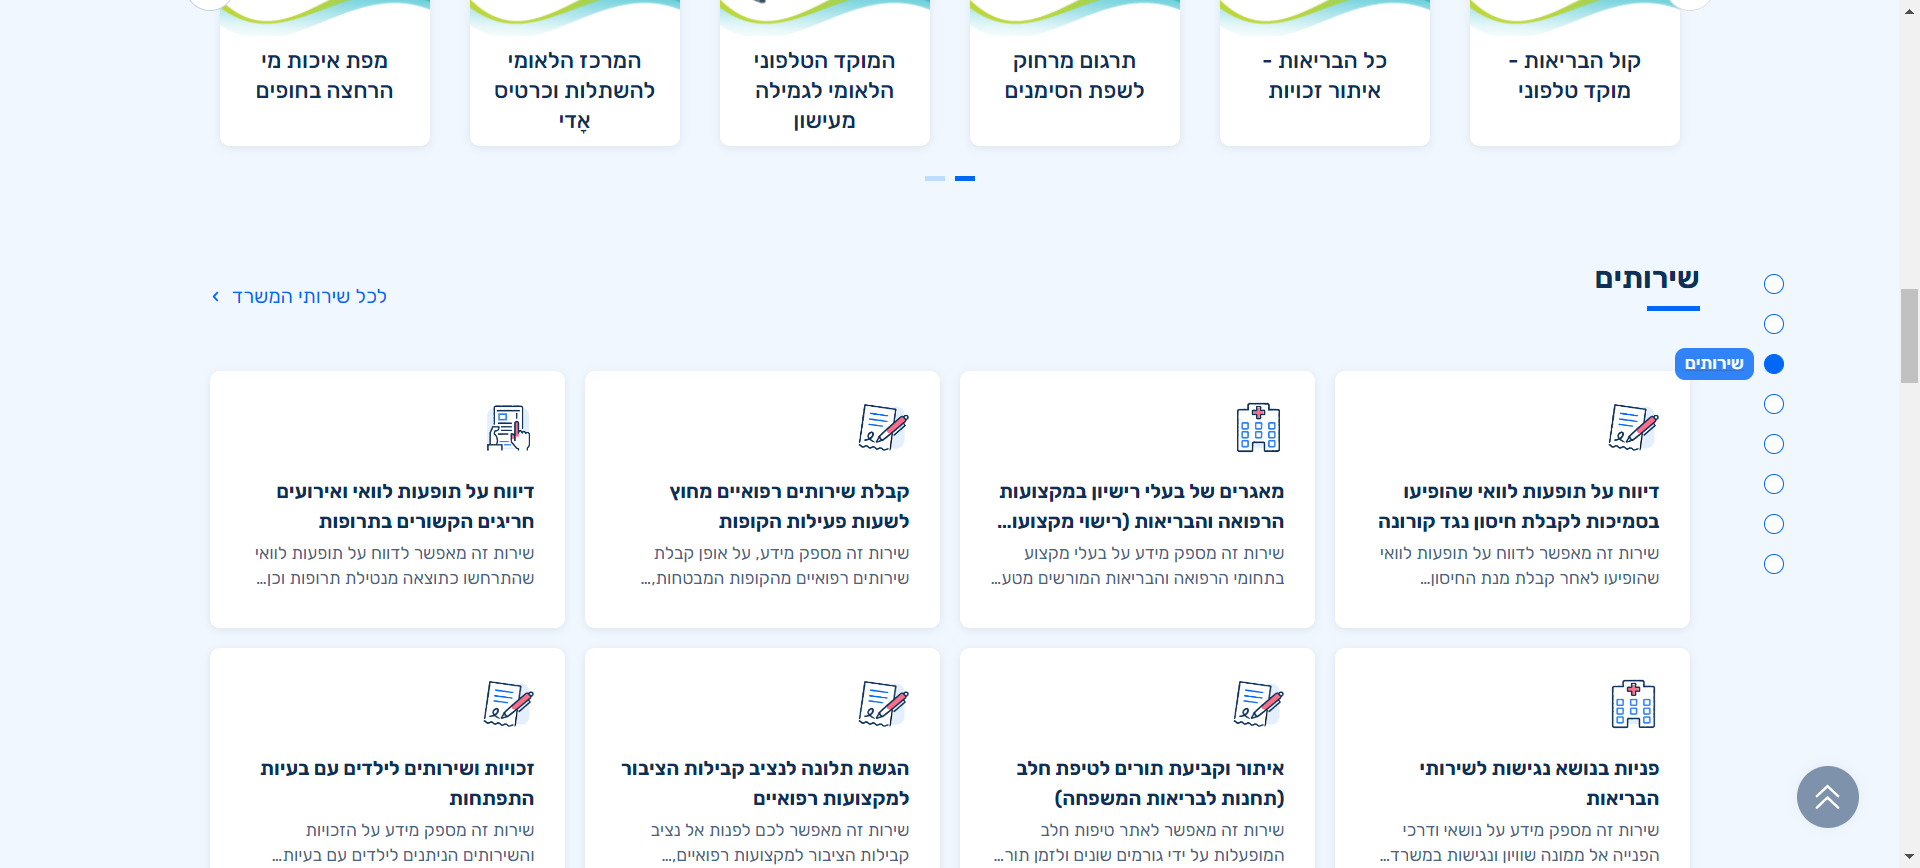 קול הבריאות -
מוקד טלפוני
כל הבריאות -
איתור זכויות
תרגום מרחוק
לשפת הסימנים
המוקד הטלפוני
הלאומי לגמילה
מעישון
המרכז הלאומי
להשתלות וכרטיס
אָדי
מפת איכות מי
הרחצה בחופים
שירותים
לכל שירותי המשרד
שירותים
דיווח על תופעות לוואי שהופיעו
בסמיכות לקבלת חיסון נגד קורונה
שירות זה מאפשר לדווח על תופעות לוואי
שהופיעו לאחר קבלת מנת החיסון...
מאגרים של בעלי רישיון במקצועות
הרפואה והבריאות (רישוי מקצועו...
שירות זה מספק מידע על בעלי מקצוע
בתחומי הרפואה והבריאות המורשים מטע...
קבלת שירותים רפואיים מחוץ
לשעות פעילות הקופות
שירות זה מספק מידע, על אופן קבלת
שירותים רפואיים מהקופות המבטחות,...
דיווח על תופעות לוואי ואירועים
חריגים הקשורים בתרופות
שירות זה מאפשר לדווח על תופעות לוואי
שהתרחשו כתוצאה מנטילת תרופות וכן...
פניות בנושא נגישות לשירותי
הבריאות
שירות זה מספק מידע על נושאי ודרכי
הפנייה אל ממונה שוויון ונגישות במשרד...
איתור וקביעת תורים לטיפת חלב
(תחנות לבריאות המשפחה)
שירות זה מאפשר לאתר טיפות חלב
המופעלות על ידי גורמים שונים ולזמן תור...
הגשת תלונה לנציב קבילות הציבור
למקצועות רפואיים
שירות זה מאפשר לכם לפנות אל נציב
קבילות הציבור למקצועות רפואיים,...
זכויות ושירותים לילדים עם בעיות
התפתחות
שירות זה מספק מידע על הזכויות
והשירותים הניתנים לילדים עם בעיות...